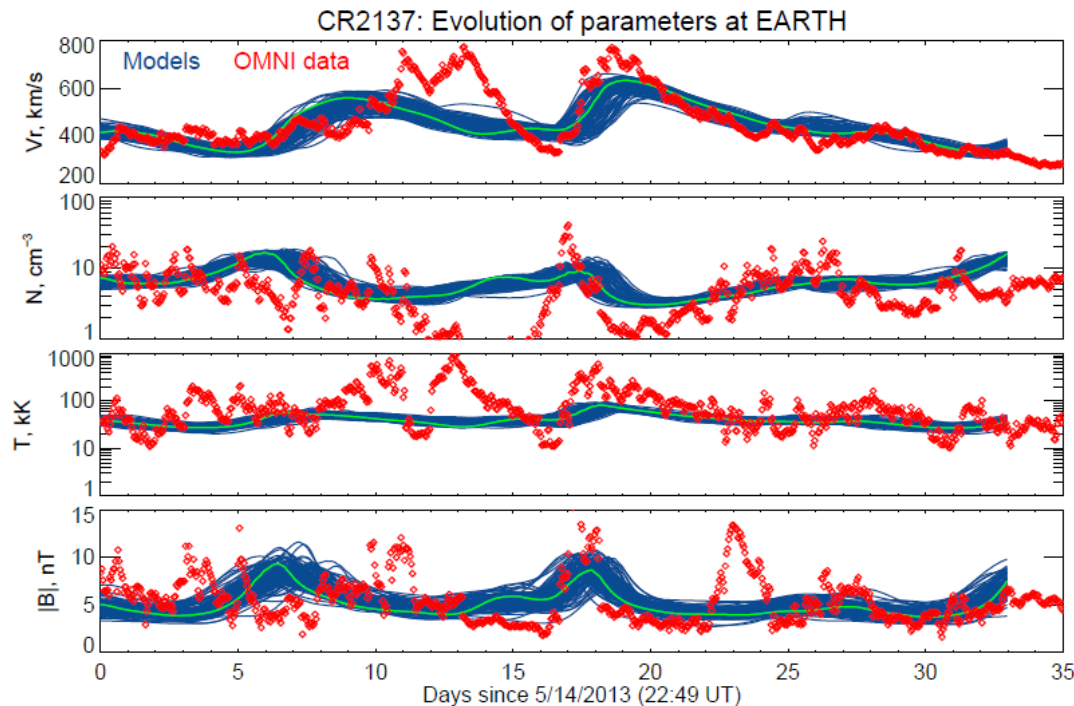 CR2137: Evolution of parameters at EARTH
Models OMNI data
Vr, km/s
800
600
400
200
N, cm⁻³
100
10
1
T, kK
1000
100
10
1
|B|, nT
15
10
5
0
0 5 10 15 20 25 30 35
Days since 5/14/2013 (22:49 UT)